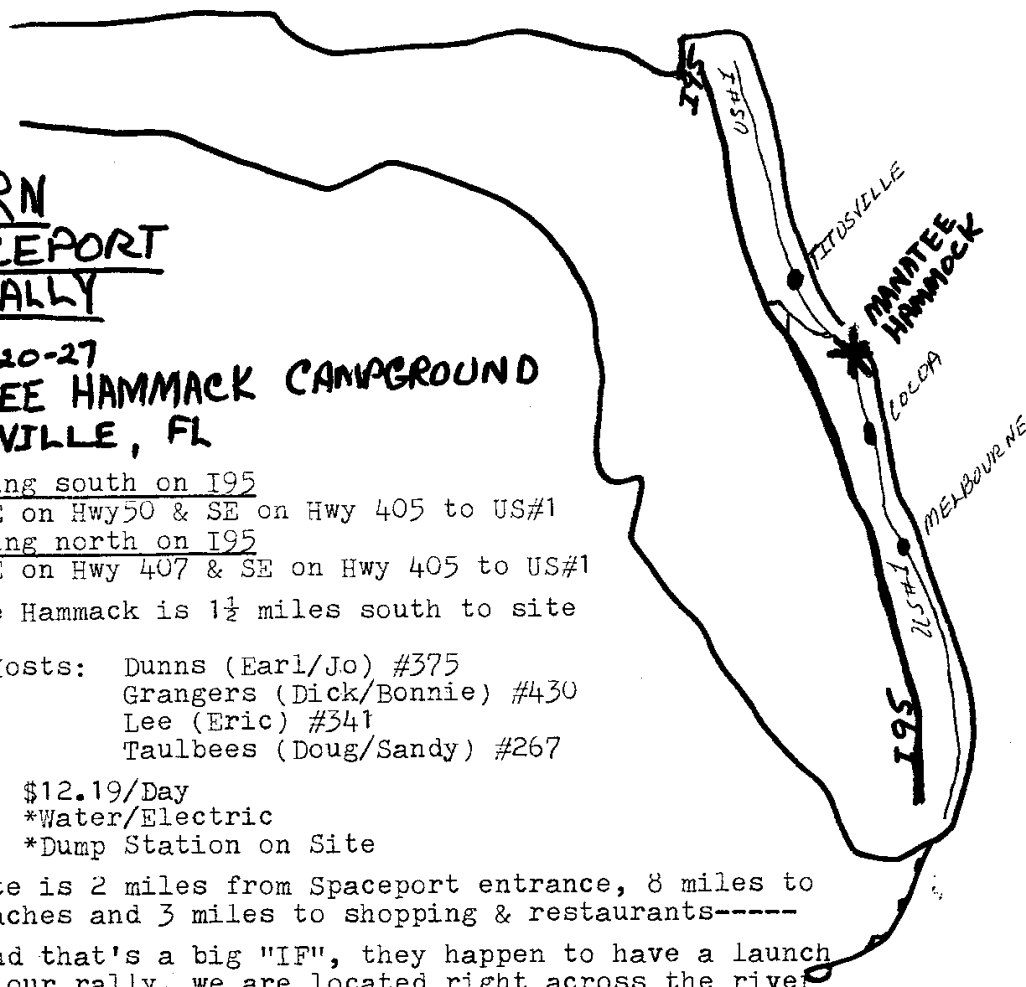 RN
CEPORT
ALLY
20-27
EE HAMMACK CAMPGROUND
VILLE, FL
ing south on I95
E on Hwy50 & SE on Hwy 405 to US#1
ing north on I95
E on Hwy 407 & SE on Hwy 405 to US#1
e Hammack is 1½ miles south to site
Hosts: Dunns (Earl/Jo) #375
Grangers (Dick/Bonnie) #430
Lee (Eric) #341
Taulbees (Doug/Sandy) #267
$12.19/Day
*Water/Electric
*Dump Station on Site
te is 2 miles from Spaceport entrance, 8 miles to
aches and 3 miles to shopping & restaurants-----
nd that's a big "IF", they happen to have a launch
our rally, we are located right across the river
I95
US#1
TITUSVILLE
MANATEE
HAMMOCK
COCOA
MELBOURNE
US#1
I95